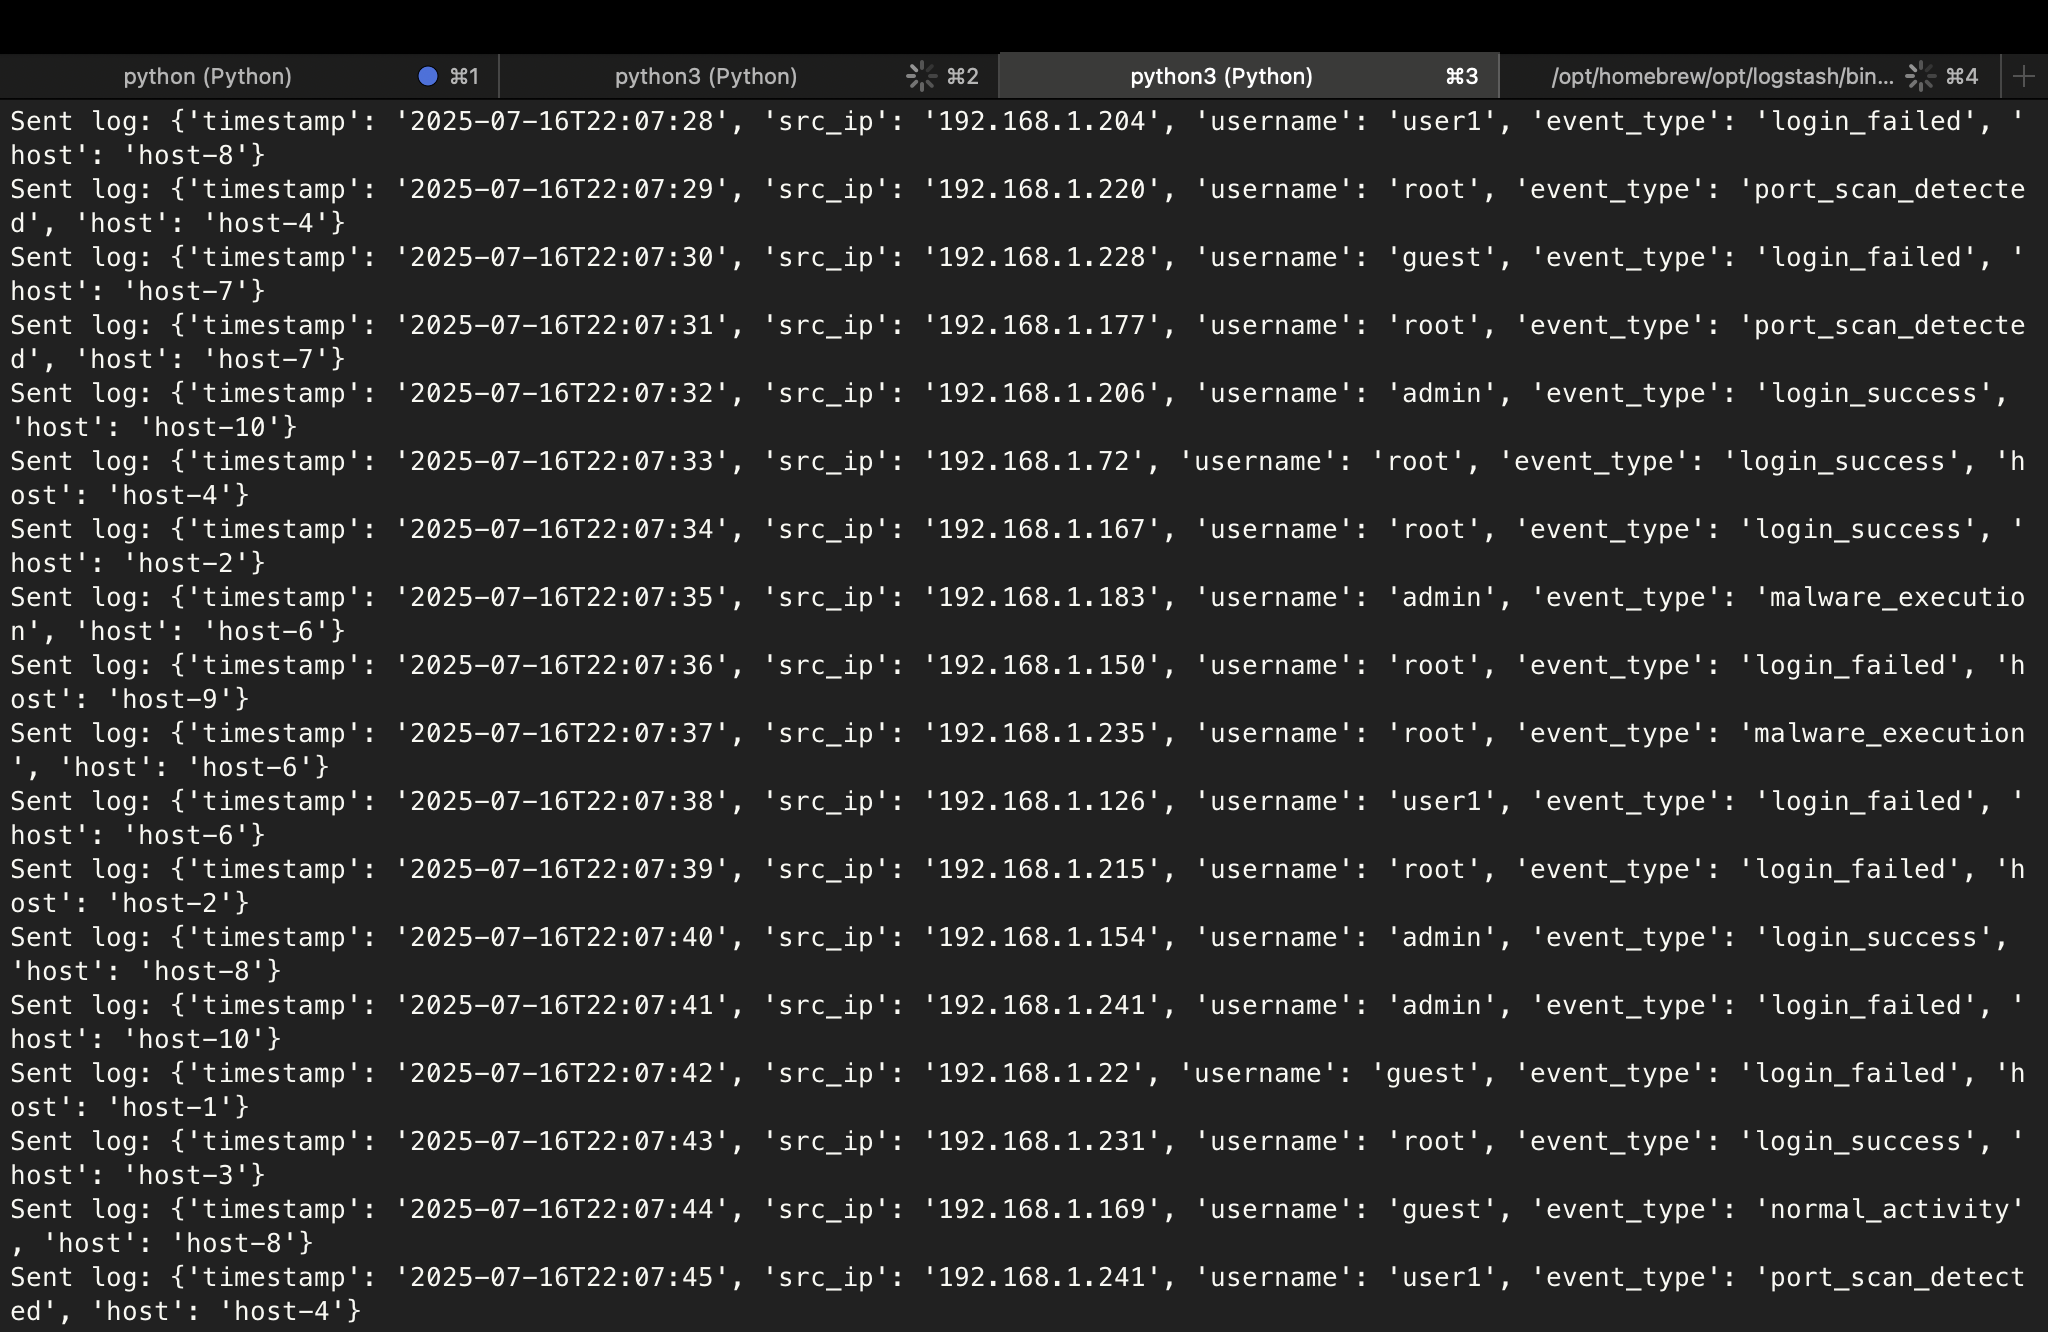 python (Python) ⌘1 python3 (Python) ⌘2 python3 (Python) ⌘3 /opt/homebrew/opt/logstash/bin... ⌘4 +
Sent log: {'timestamp': '2025-07-16T22:07:28', 'src_ip': '192.168.1.204', 'username': 'user1', 'event_type': 'login_failed', '
host': 'host-8'}
Sent log: {'timestamp': '2025-07-16T22:07:29', 'src_ip': '192.168.1.220', 'username': 'root', 'event_type': 'port_scan_detecte
d', 'host': 'host-4'}
Sent log: {'timestamp': '2025-07-16T22:07:30', 'src_ip': '192.168.1.228', 'username': 'guest', 'event_type': 'login_failed', '
host': 'host-7'}
Sent log: {'timestamp': '2025-07-16T22:07:31', 'src_ip': '192.168.1.177', 'username': 'root', 'event_type': 'port_scan_detecte
d', 'host': 'host-7'}
Sent log: {'timestamp': '2025-07-16T22:07:32', 'src_ip': '192.168.1.206', 'username': 'admin', 'event_type': 'login_success',
'host': 'host-10'}
Sent log: {'timestamp': '2025-07-16T22:07:33', 'src_ip': '192.168.1.72', 'username': 'root', 'event_type': 'login_success', 'h
ost': 'host-4'}
Sent log: {'timestamp': '2025-07-16T22:07:34', 'src_ip': '192.168.1.167', 'username': 'root', 'event_type': 'login_success', '
host': 'host-2'}
Sent log: {'timestamp': '2025-07-16T22:07:35', 'src_ip': '192.168.1.183', 'username': 'admin', 'event_type': 'malware_executio
n', 'host': 'host-6'}
Sent log: {'timestamp': '2025-07-16T22:07:36', 'src_ip': '192.168.1.150', 'username': 'root', 'event_type': 'login_failed', 'h
ost': 'host-9'}
Sent log: {'timestamp': '2025-07-16T22:07:37', 'src_ip': '192.168.1.235', 'username': 'root', 'event_type': 'malware_execution
', 'host': 'host-6'}
Sent log: {'timestamp': '2025-07-16T22:07:38', 'src_ip': '192.168.1.126', 'username': 'user1', 'event_type': 'login_failed', '
host': 'host-6'}
Sent log: {'timestamp': '2025-07-16T22:07:39', 'src_ip': '192.168.1.215', 'username': 'root', 'event_type': 'login_failed', 'h
ost': 'host-2'}
Sent log: {'timestamp': '2025-07-16T22:07:40', 'src_ip': '192.168.1.154', 'username': 'admin', 'event_type': 'login_success',
'host': 'host-8'}
Sent log: {'timestamp': '2025-07-16T22:07:41', 'src_ip': '192.168.1.241', 'username': 'admin', 'event_type': 'login_failed', '
host': 'host-10'}
Sent log: {'timestamp': '2025-07-16T22:07:42', 'src_ip': '192.168.1.22', 'username': 'guest', 'event_type': 'login_failed', 'h
ost': 'host-1'}
Sent log: {'timestamp': '2025-07-16T22:07:43', 'src_ip': '192.168.1.231', 'username': 'root', 'event_type': 'login_success', '
host': 'host-3'}
Sent log: {'timestamp': '2025-07-16T22:07:44', 'src_ip': '192.168.1.169', 'username': 'guest', 'event_type': 'normal_activity'
, 'host': 'host-8'}
Sent log: {'timestamp': '2025-07-16T22:07:45', 'src_ip': '192.168.1.241', 'username': 'user1', 'event_type': 'port_scan_detect
ed', 'host': 'host-4'}